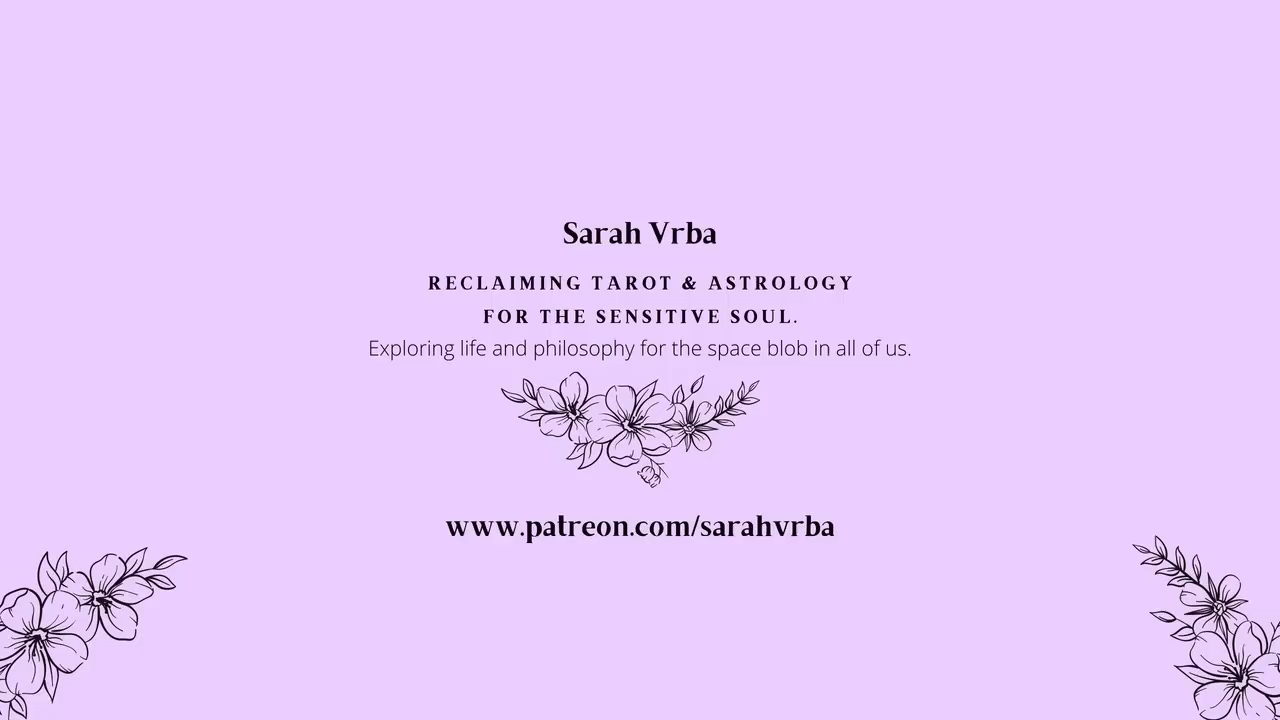 Sarah Vrba
RECLAIMING TAROT & ASTROLOGY
FOR THE SENSITIVE SOUL.
Exploring life and philosophy for the space blob in all of us.
www.patreon.com/sarahvrba